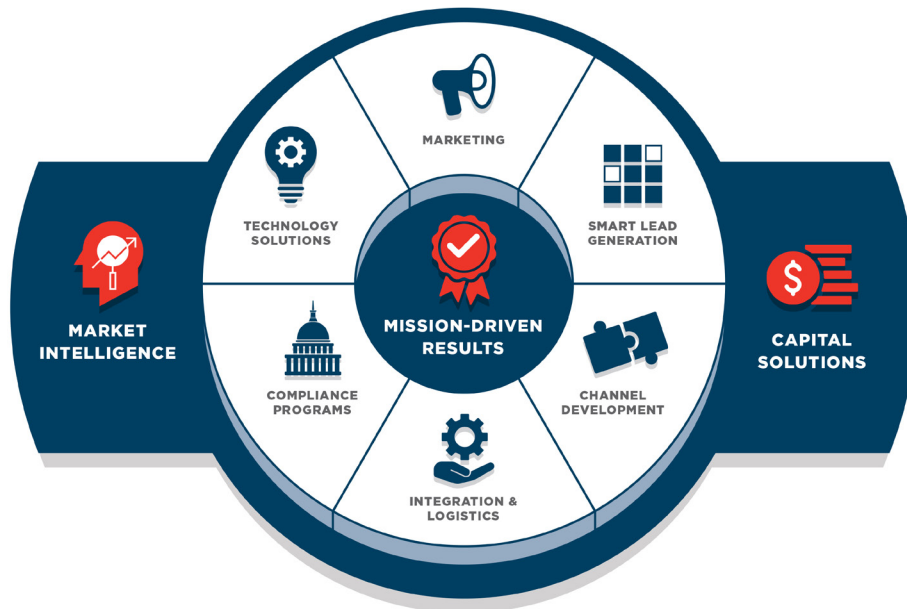 MARKETING
TECHNOLOGY
SOLUTIONS
SMART LEAD
GENERATION
MARKET
INTELLIGENCE
MISSION-DRIVEN
RESULTS
$
CAPITAL
SOLUTIONS
COMPLIANCE
PROGRAMS
CHANNEL
DEVELOPMENT
INTEGRATION &
LOGISTICS